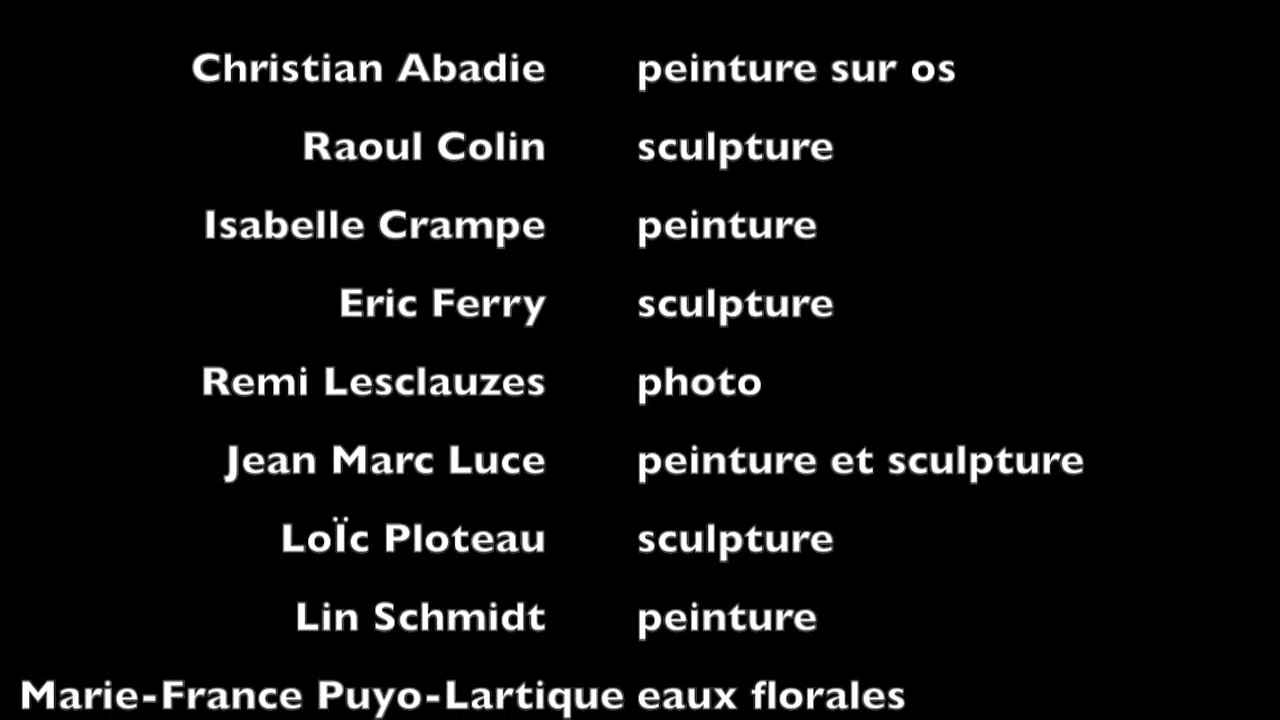 Christian Abadie peinture sur os
Raoul Colin sculpture
Isabelle Crampe peinture
Eric Ferry sculpture
Remi Lesclauzes photo
Jean Marc Luce peinture et sculpture
LoÏc Ploteau sculpture
Lin Schmidt peinture
Marie-France Puyo-Lartique eaux florales